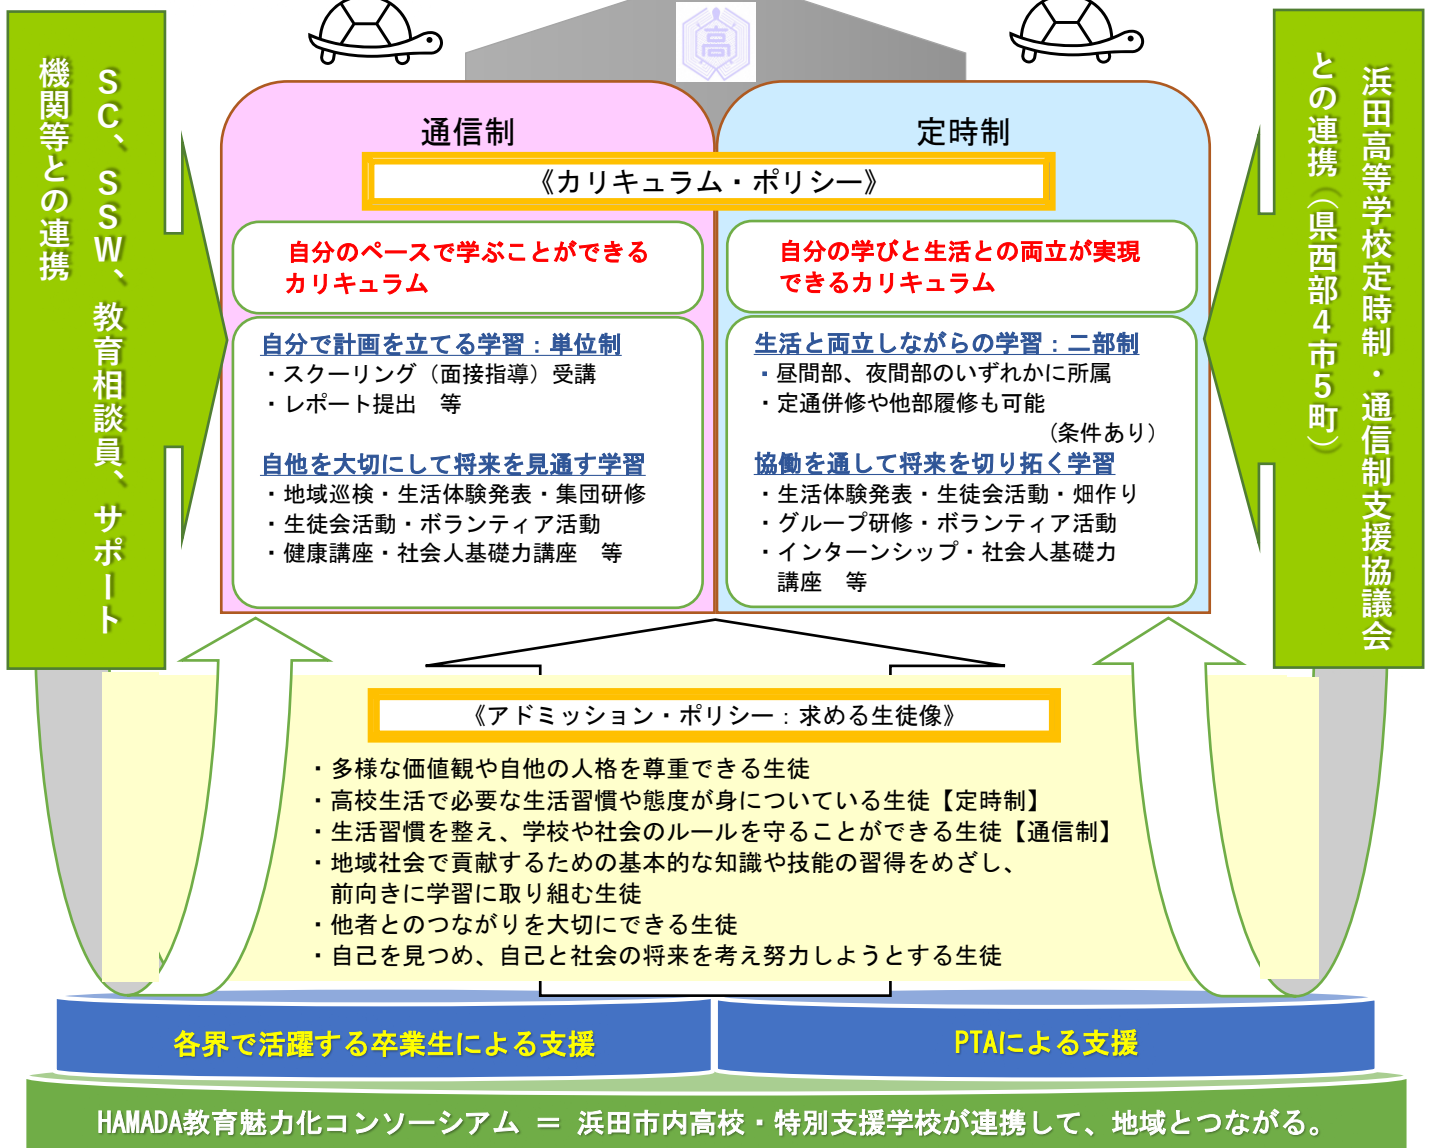 高
SC、SSW、教育相談員、サポート
機関等との連携
浜田高等学校定時制・通信制支援協議会
との連携（県西部4市5町）
通信制
定時制
《カリキュラム・ポリシー》
自分のペースで学ぶことができる
カリキュラム
自分で計画を立てる学習：単位制
・スクーリング（面接指導）受講
・レポート提出　等
自他を大切にして将来を見通す学習
・地域巡検・生活体験発表・集団研修
・生徒会活動・ボランティア活動
・健康講座・社会人基礎力講座　等
自分の学びと生活との両立が実現
できるカリキュラム
生活と両立しながらの学習：二部制
・昼間部、夜間部のいずれかに所属
・定通併修や他部履修も可能
（条件あり）
協働を通して将来を切り拓く学習
・生活体験発表・生徒会活動・畑作り
・グループ研修・ボランティア活動
・インターンシップ・社会人基礎力
講座　等
《アドミッション・ポリシー：求める生徒像》
・多様な価値観や自他の人格を尊重できる生徒
・高校生活で必要な生活習慣や態度が身についている生徒【定時制】
・生活習慣を整え、学校や社会のルールを守ることができる生徒【通信制】
・地域社会で貢献するための基本的な知識や技能の習得をめざし、
前向きに学習に取り組む生徒
・他者とのつながりを大切にできる生徒
・自己を見つめ、自己と社会の将来を考え努力しようとする生徒
各界で活躍する卒業生による支援
PTAによる支援
HAMADA教育魅力化コンソーシアム ＝ 浜田市内高校・特別支援学校が連携して、地域とつながる。